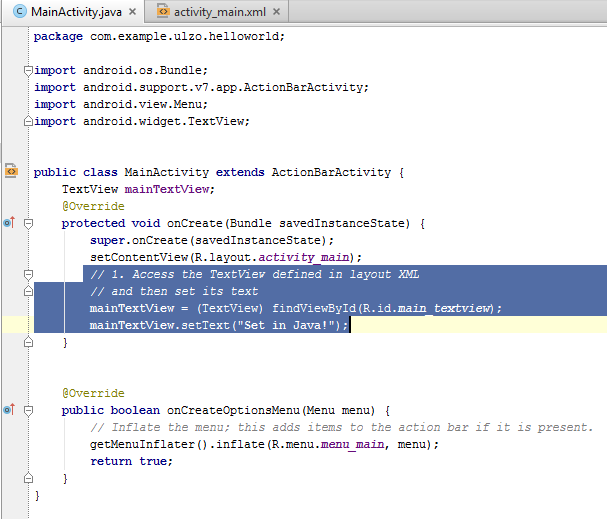 MainActivity.java
activity_main.xml
package com.example.ulzo.helloworld;
import android.os.Bundle;
import android.support.v7.app.ActionBarActivity;
import android.view.Menu;
import android.widget.TextView;
public class MainActivity extends ActionBarActivity {
TextView mainTextView;
@Override
protected void onCreate(Bundle savedInstanceState) {
super.onCreate(savedInstanceState);
setContentView(R.layout.activity_main);
// 1. Access the TextView defined in layout XML
// and then set its text
mainTextView = (TextView) findViewById(R.id.main_textview);
mainTextView.setText("Set in Java!");
}
@Override
public boolean onCreateOptionsMenu(Menu menu) {
// Inflate the menu; this adds items to the action bar if it is present.
getMenuInflater().inflate(R.menu.menu_main, menu);
return true;
}
}